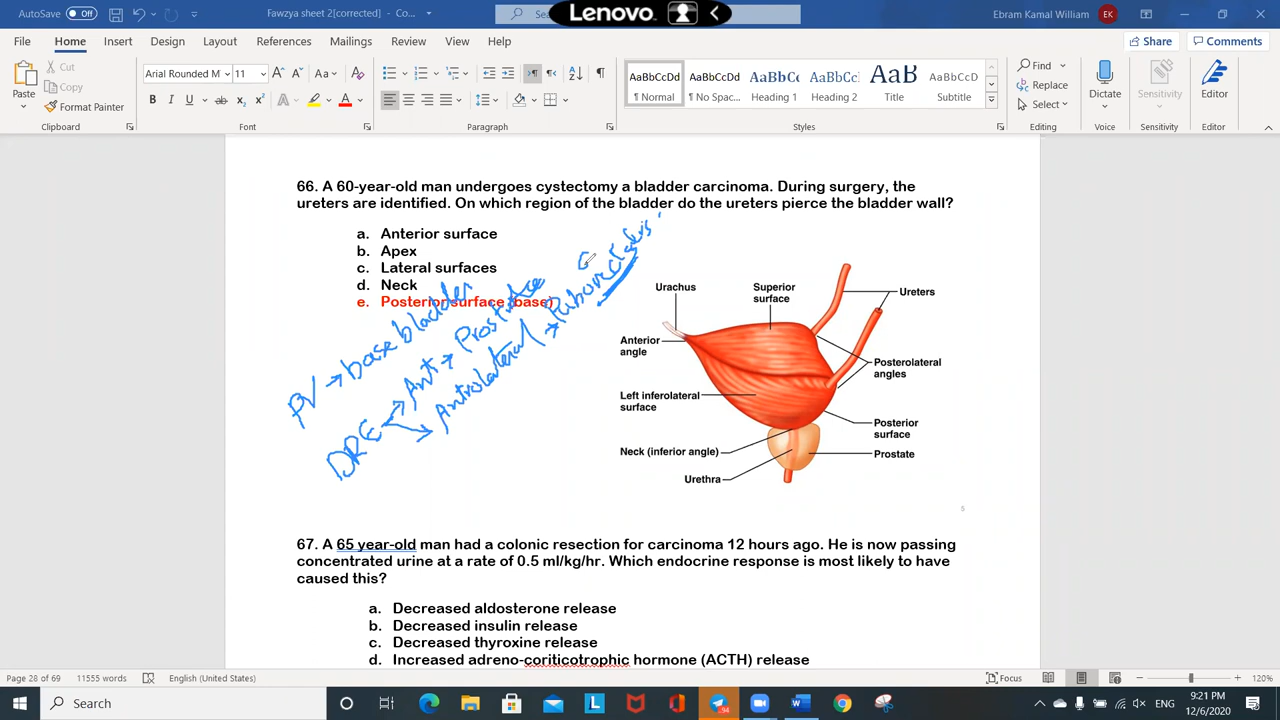 AutoSave Off
Fawzya sheet 2(corrected)
Search
Lenovo
Ebram Kamal William
EK
File Home Insert Design Layout References Mailings Review View Help
Share Comments
Paste
Cut
Copy
Format Painter
Clipboard
Arial Rounded M 11
Font
Paragraph
AaBbCcDd AaBbCcDd AaBbCc AaBbCcI AaB AaBbCcD
¶ Normal ¶ No Spac... Heading 1 Heading 2 Title Subtitle
Styles
Find
Replace
Select
Editing
Dictate
Voice
Sensitivity
Sensitivity
Editor
Editor
66. A 60-year-old man undergoes cystectomy a bladder carcinoma. During surgery, the
ureters are identified. On which region of the bladder do the ureters pierce the bladder wall?
a. Anterior surface
b. Apex
c. Lateral surfaces
d. Neck
e. Posterior surface (base)
PV → base bladder
DRE
Ant → Prostate
Antrolateral →
Urachus
Superior
surface
Ureters
Anterior
angle
Posterolateral
angles
Left inferolateral
surface
Posterior
surface
Neck (inferior angle)
Prostate
Urethra
5
67. A 65 year-old man had a colonic resection for carcinoma 12 hours ago. He is now passing
concentrated urine at a rate of 0.5 ml/kg/hr. Which endocrine response is most likely to have
caused this?
a. Decreased aldosterone release
b. Decreased insulin release
c. Decreased thyroxine release
d. Increased adreno-coriticotrophic hormone (ACTH) release
Page 28 of 69 11555 words English (United States)
Focus
120%
Search
94
9:21 PM
12/6/2020